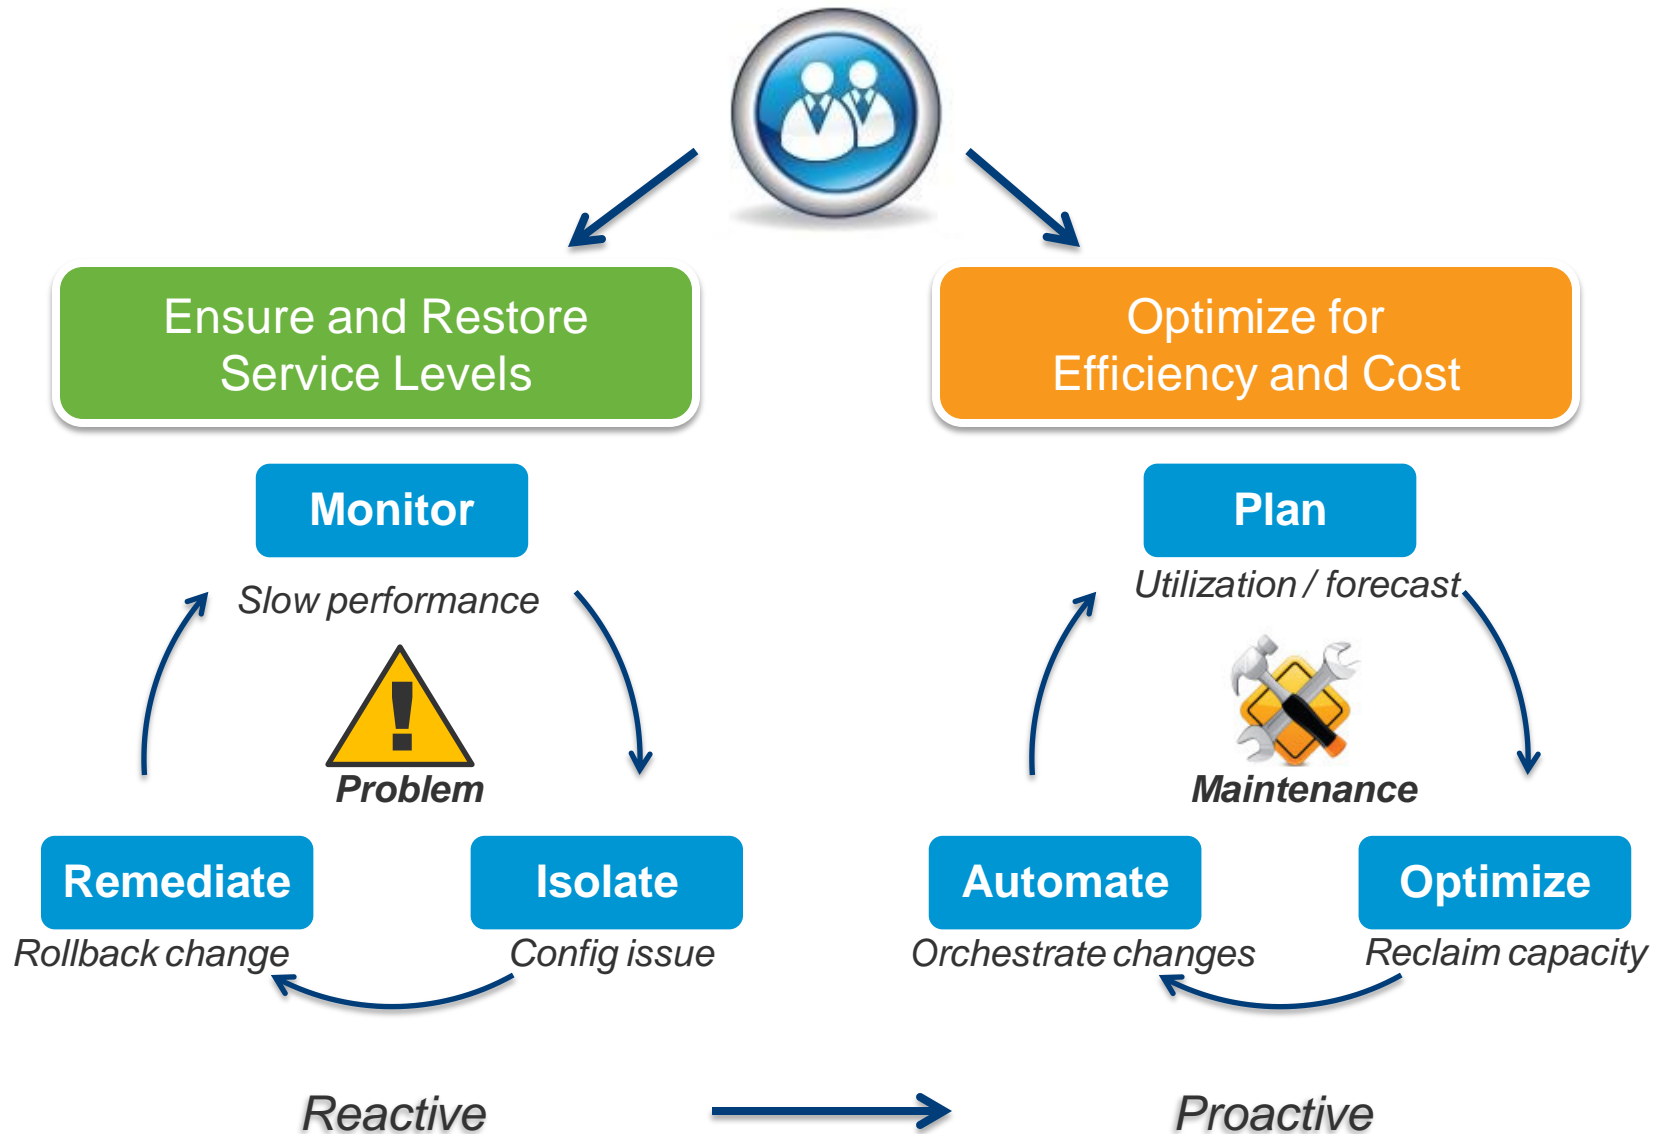 Ensure and Restore
Service Levels
Optimize for
Efficiency and Cost
Monitor
Slow performance
Problem
Remediate
Rollback change
Isolate
Config issue
Plan
Utilization / forecast
Maintenance
Automate
Orchestrate changes
Optimize
Reclaim capacity
Reactive
Proactive